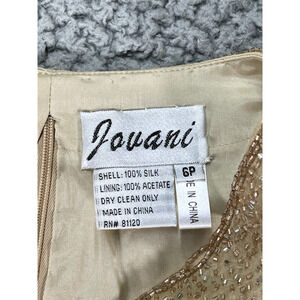 Jovani
SHELL: 100% SILK
LINING: 100% ACETATE
DRY CLEAN ONLY
MADE IN CHINA
RN# 81120
6P
IN CHINA